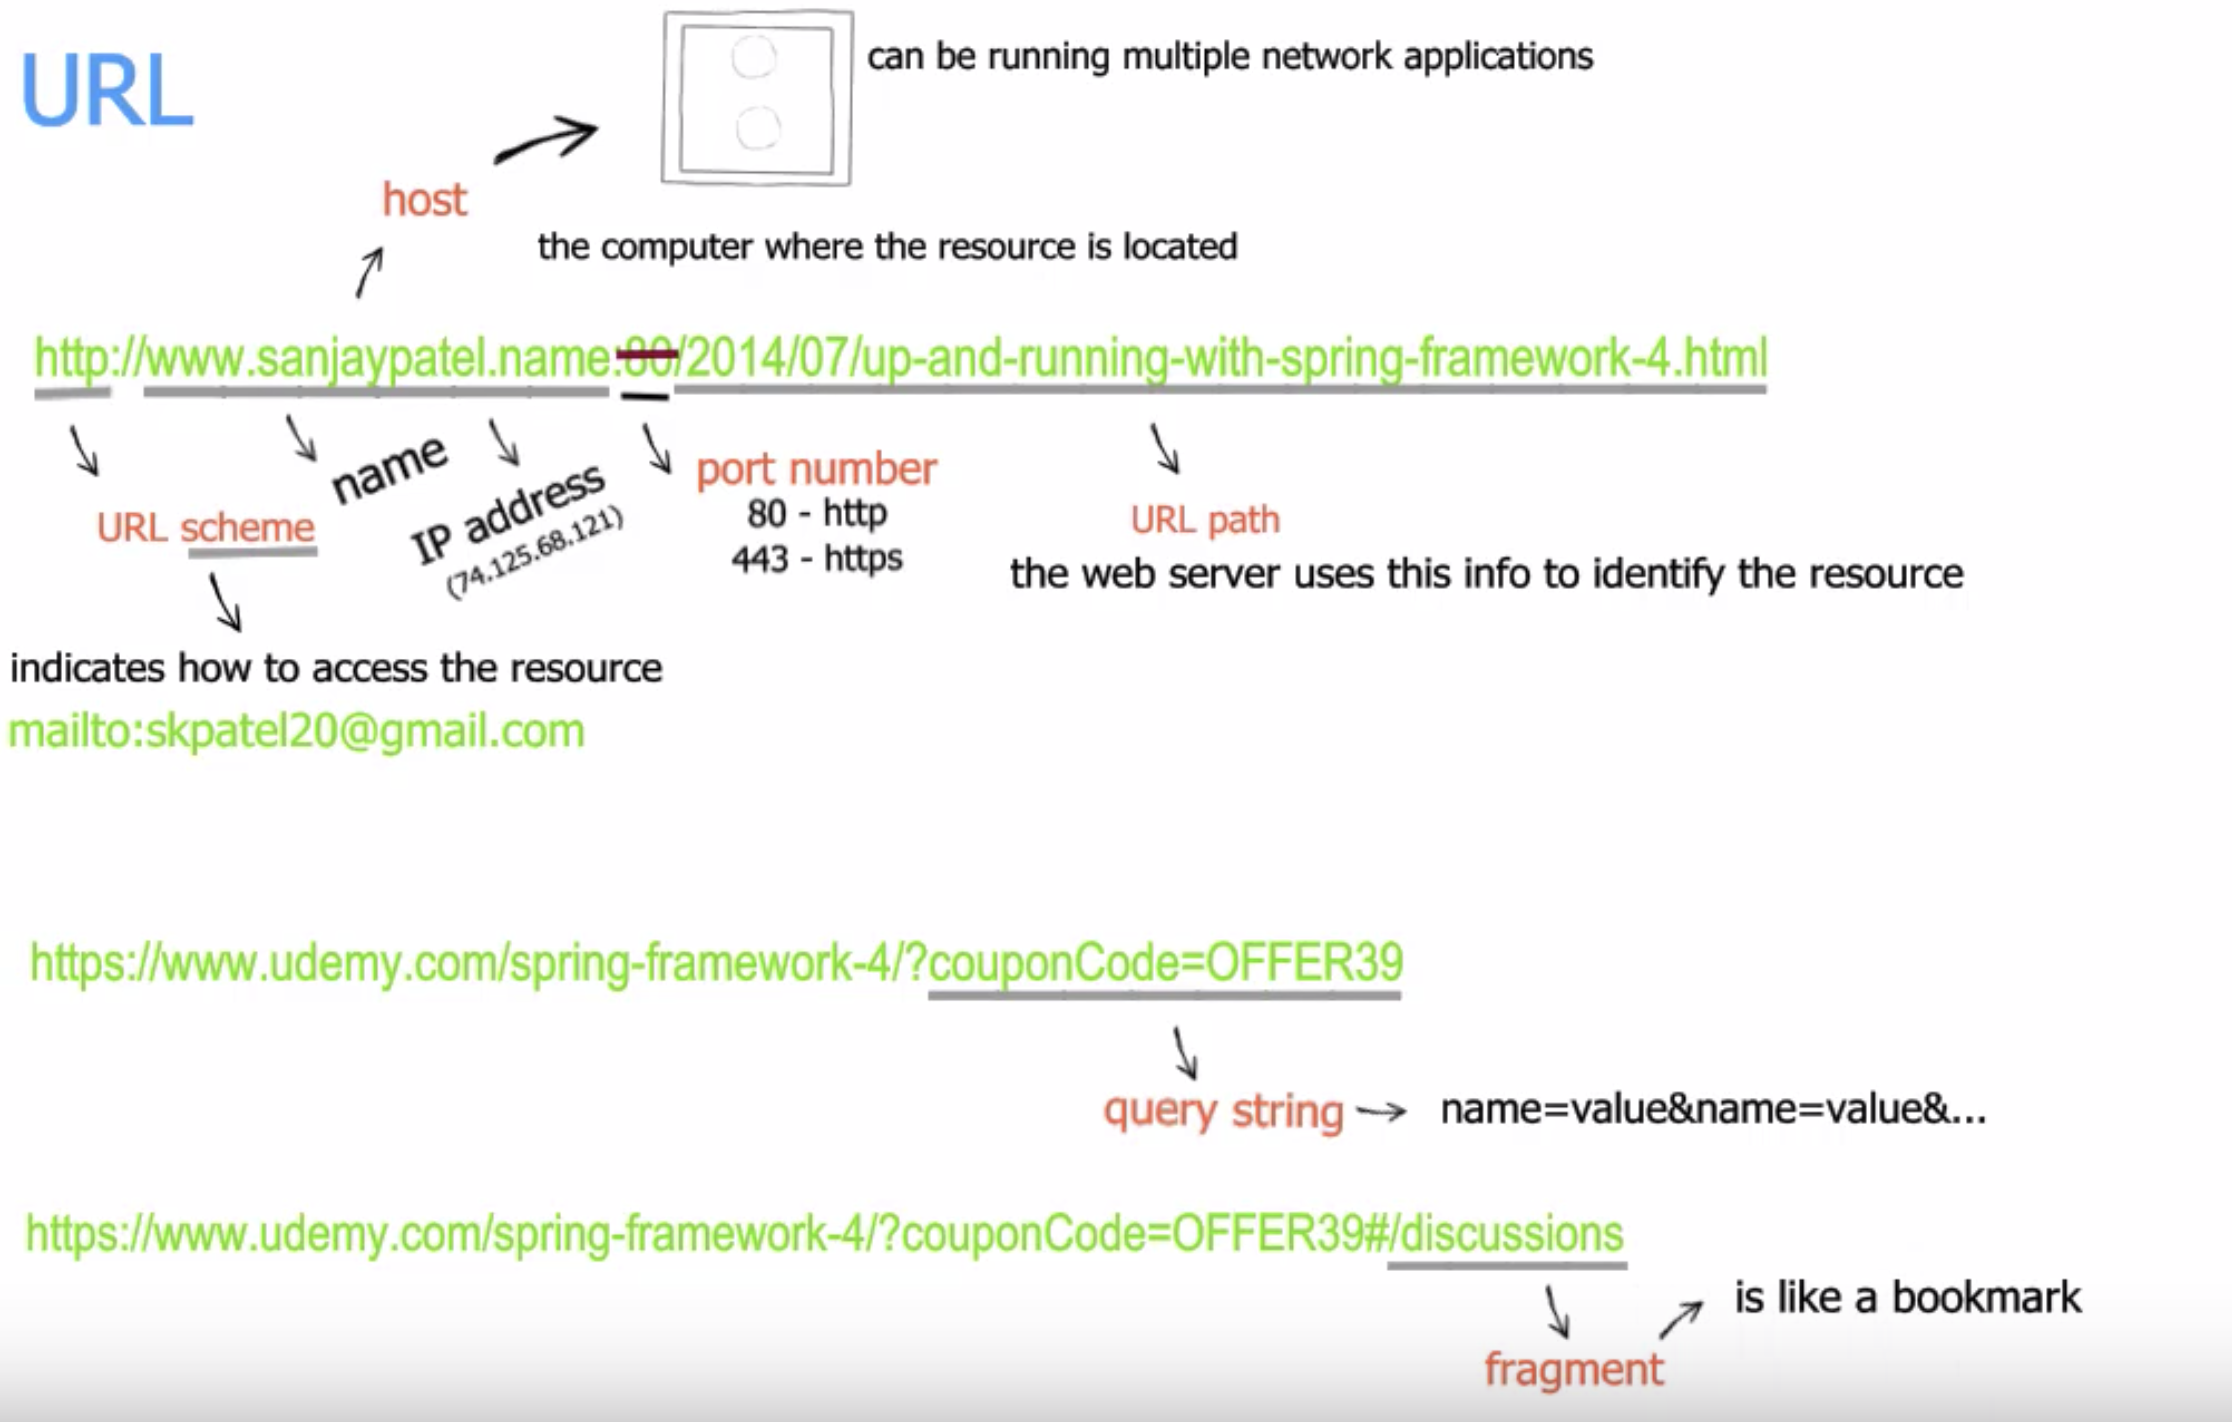 URL
can be running multiple network applications
host
the computer where the resource is located
http://www.sanjaypatel.name:80/2014/07/up-and-running-with-spring-framework-4.html
name
IP address
(74.125.68.121)
port number
80 - http
443 - https
URL path
the web server uses this info to identify the resource
URL scheme
indicates how to access the resource
mailto:skpatel20@gmail.com
https://www.udemy.com/spring-framework-4/?couponCode=OFFER39
query string
name=value&name=value&...
https://www.udemy.com/spring-framework-4/?couponCode=OFFER39#/discussions
is like a bookmark
fragment